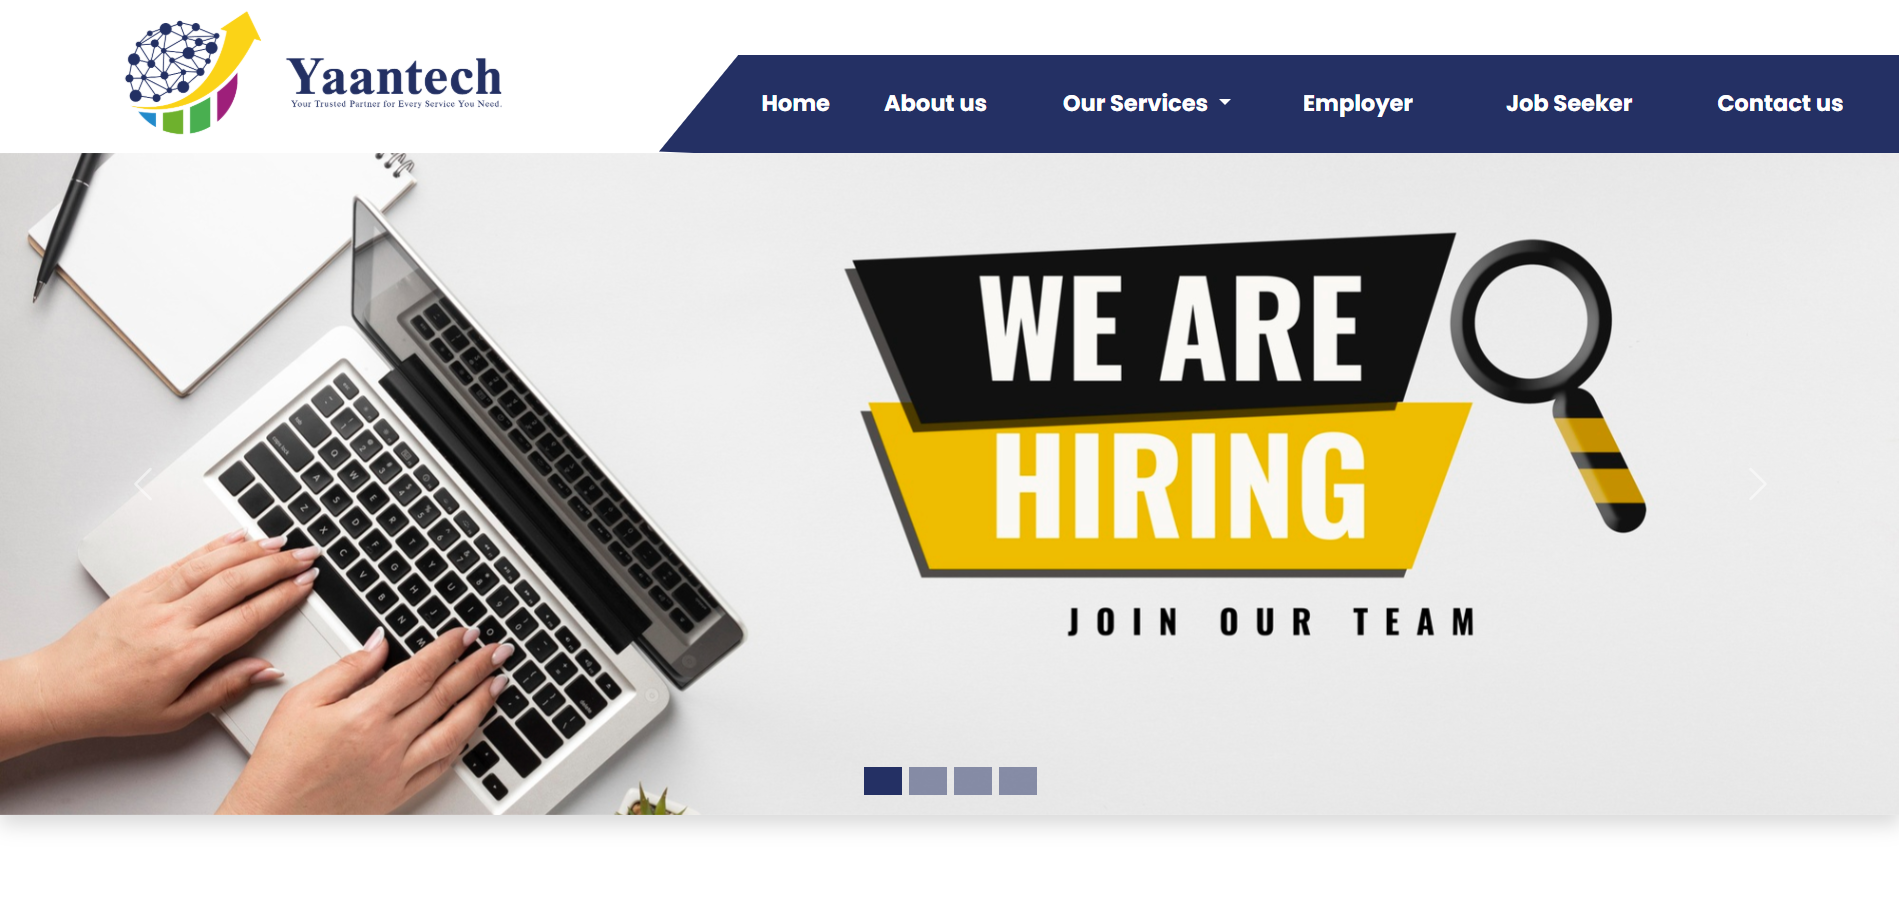 Yaantech
Your Trusted Partner for Every Service You Need.
Home About us Our Services Employer Job Seeker Contact us
WE ARE
HIRING
JOIN OUR TEAM